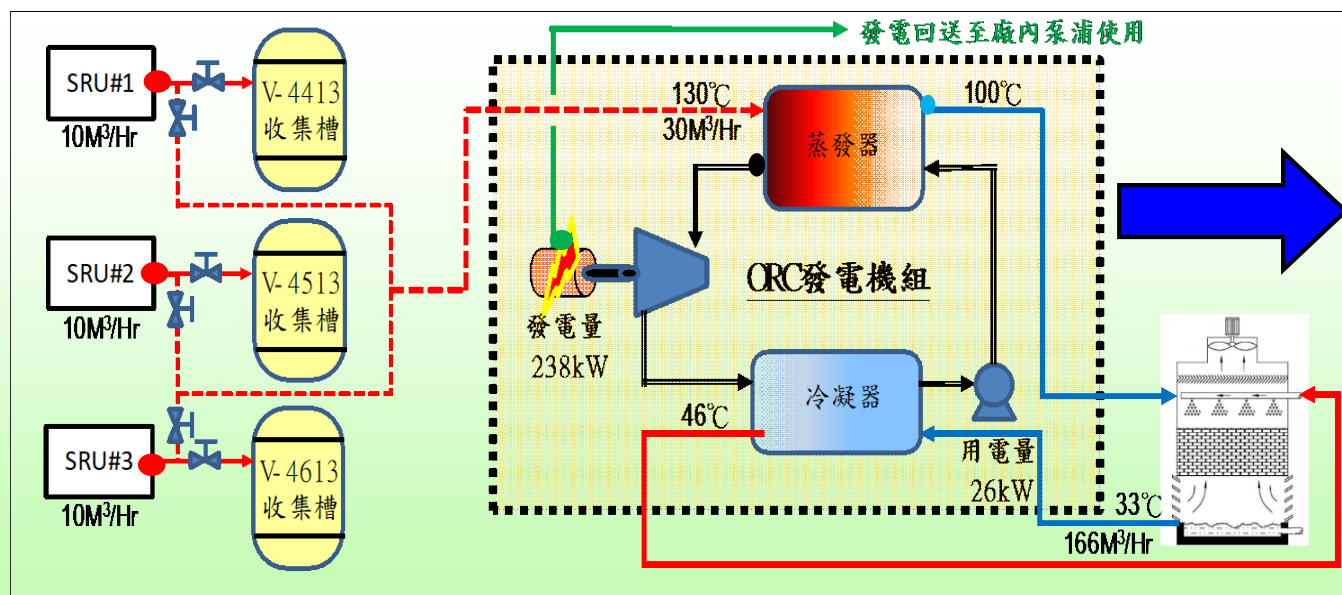 發電回送至廠內泵浦使用
SRU#1
10M³/Hr
V-4413
收集槽
SRU#2
10M³/Hr
V-4513
收集槽
SRU#3
10M³/Hr
V-4613
收集槽
130℃
30M³/Hr
蒸發器
100℃
ORC發電機組
發電量
238kW
46℃
冷凝器
用電量
26kW
33℃
166M³/Hr